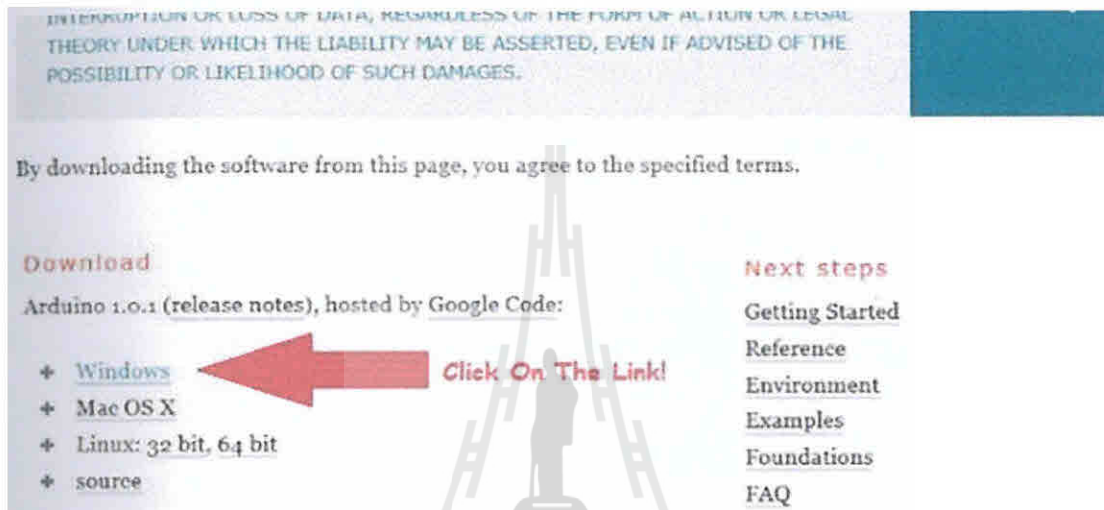 INTERRUPTION OR LOSS OF DATA, REGARDLESS OF THE FORM OF ACTION OR LEGAL
THEORY UNDER WHICH THE LIABILITY MAY BE ASSERTED, EVEN IF ADVISED OF THE
POSSIBILITY OR LIKELIHOOD OF SUCH DAMAGES.
By downloading the software from this page, you agree to the specified terms.
Download
Arduino 1.0.1 (release notes), hosted by Google Code:
Windows
Click On The Link!
Mac OS X
Linux: 32 bit, 64 bit
source
Next steps
Getting Started
Reference
Environment
Examples
Foundations
FAQ